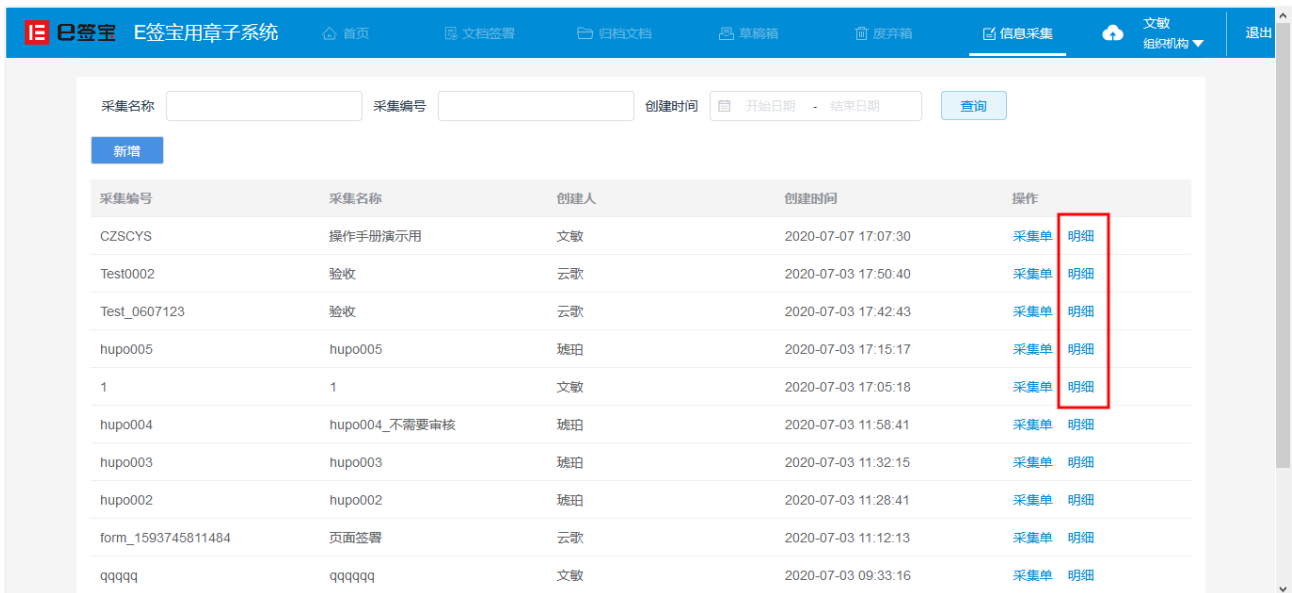 e签宝 E签宝用章子系统 首页 文档签署 归档文档 草稿箱 废弃箱 信息采集 文敏 组织机构 退出
采集名称 采集编号 创建时间 开始日期 - 结束日期 查询
新增
采集编号 采集名称 创建人 创建时间 操作
CZSCYS 操作手册演示用 文敏 2020-07-07 17:07:30 采集单 明细
Test0002 验收 云歌 2020-07-03 17:50:40 采集单 明细
Test_0607123 验收 云歌 2020-07-03 17:42:43 采集单 明细
hupo005 hupo005 琥珀 2020-07-03 17:15:17 采集单 明细
1 1 文敏 2020-07-03 17:05:18 采集单 明细
hupo004 hupo004_不需要审核 琥珀 2020-07-03 11:58:41 采集单 明细
hupo003 hupo003 琥珀 2020-07-03 11:32:15 采集单 明细
hupo002 hupo002 琥珀 2020-07-03 11:28:41 采集单 明细
form_1593745811484 页面签署 云歌 2020-07-03 11:12:13 采集单 明细
qqqqq qqqqqq 文敏 2020-07-03 09:33:16 采集单 明细